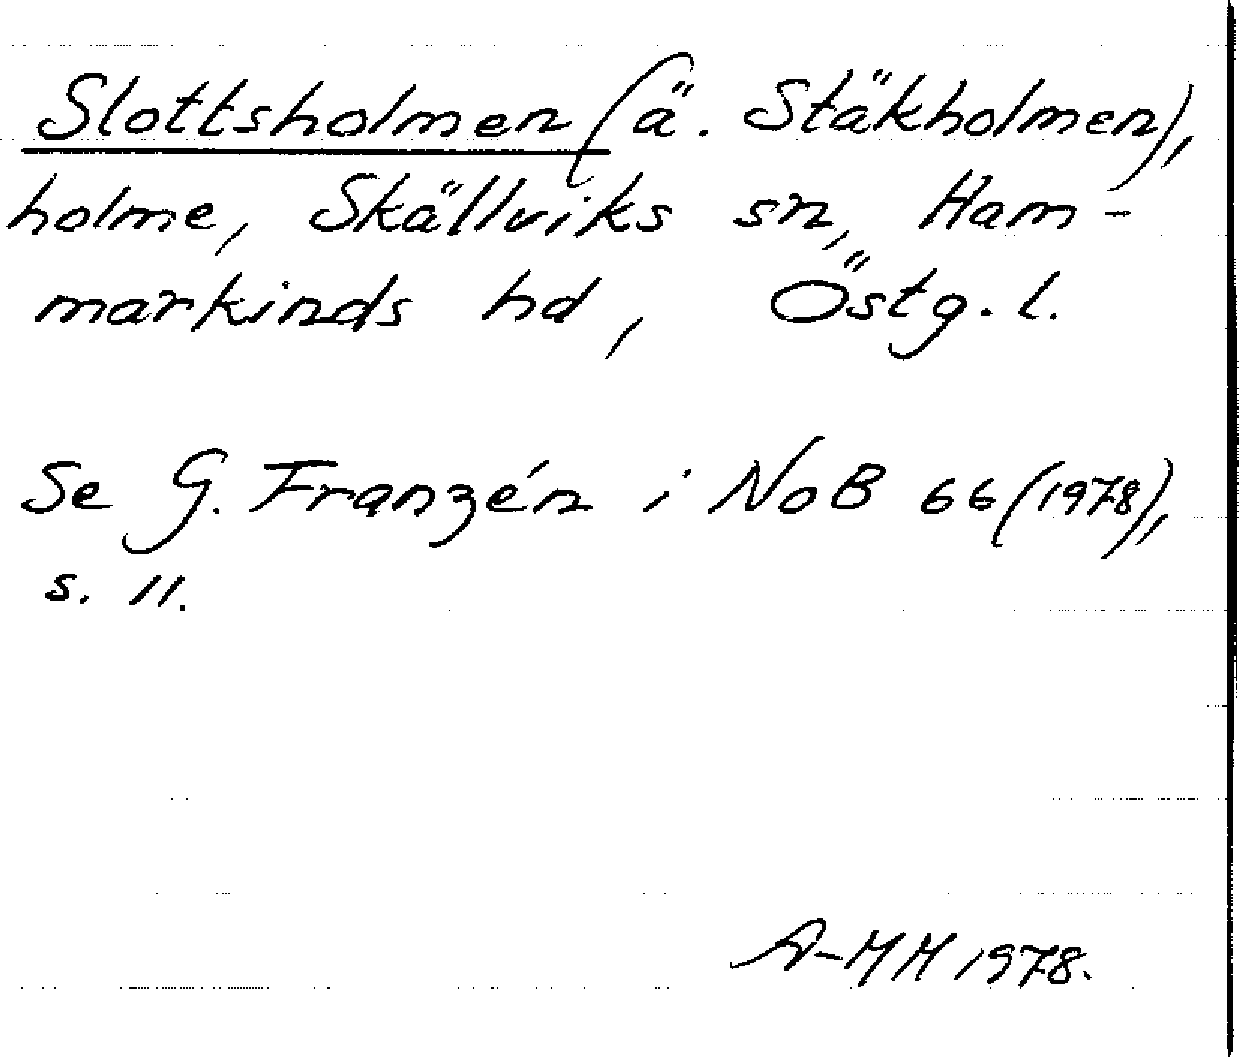 Slottsholmen (ä. Stäkholmen),
holme, Skällviks sn, Ham-
markinds hd, Östg. l.
Se G. Franzén i NoB 66 (1978),
s. 11.
A-MH 1978.